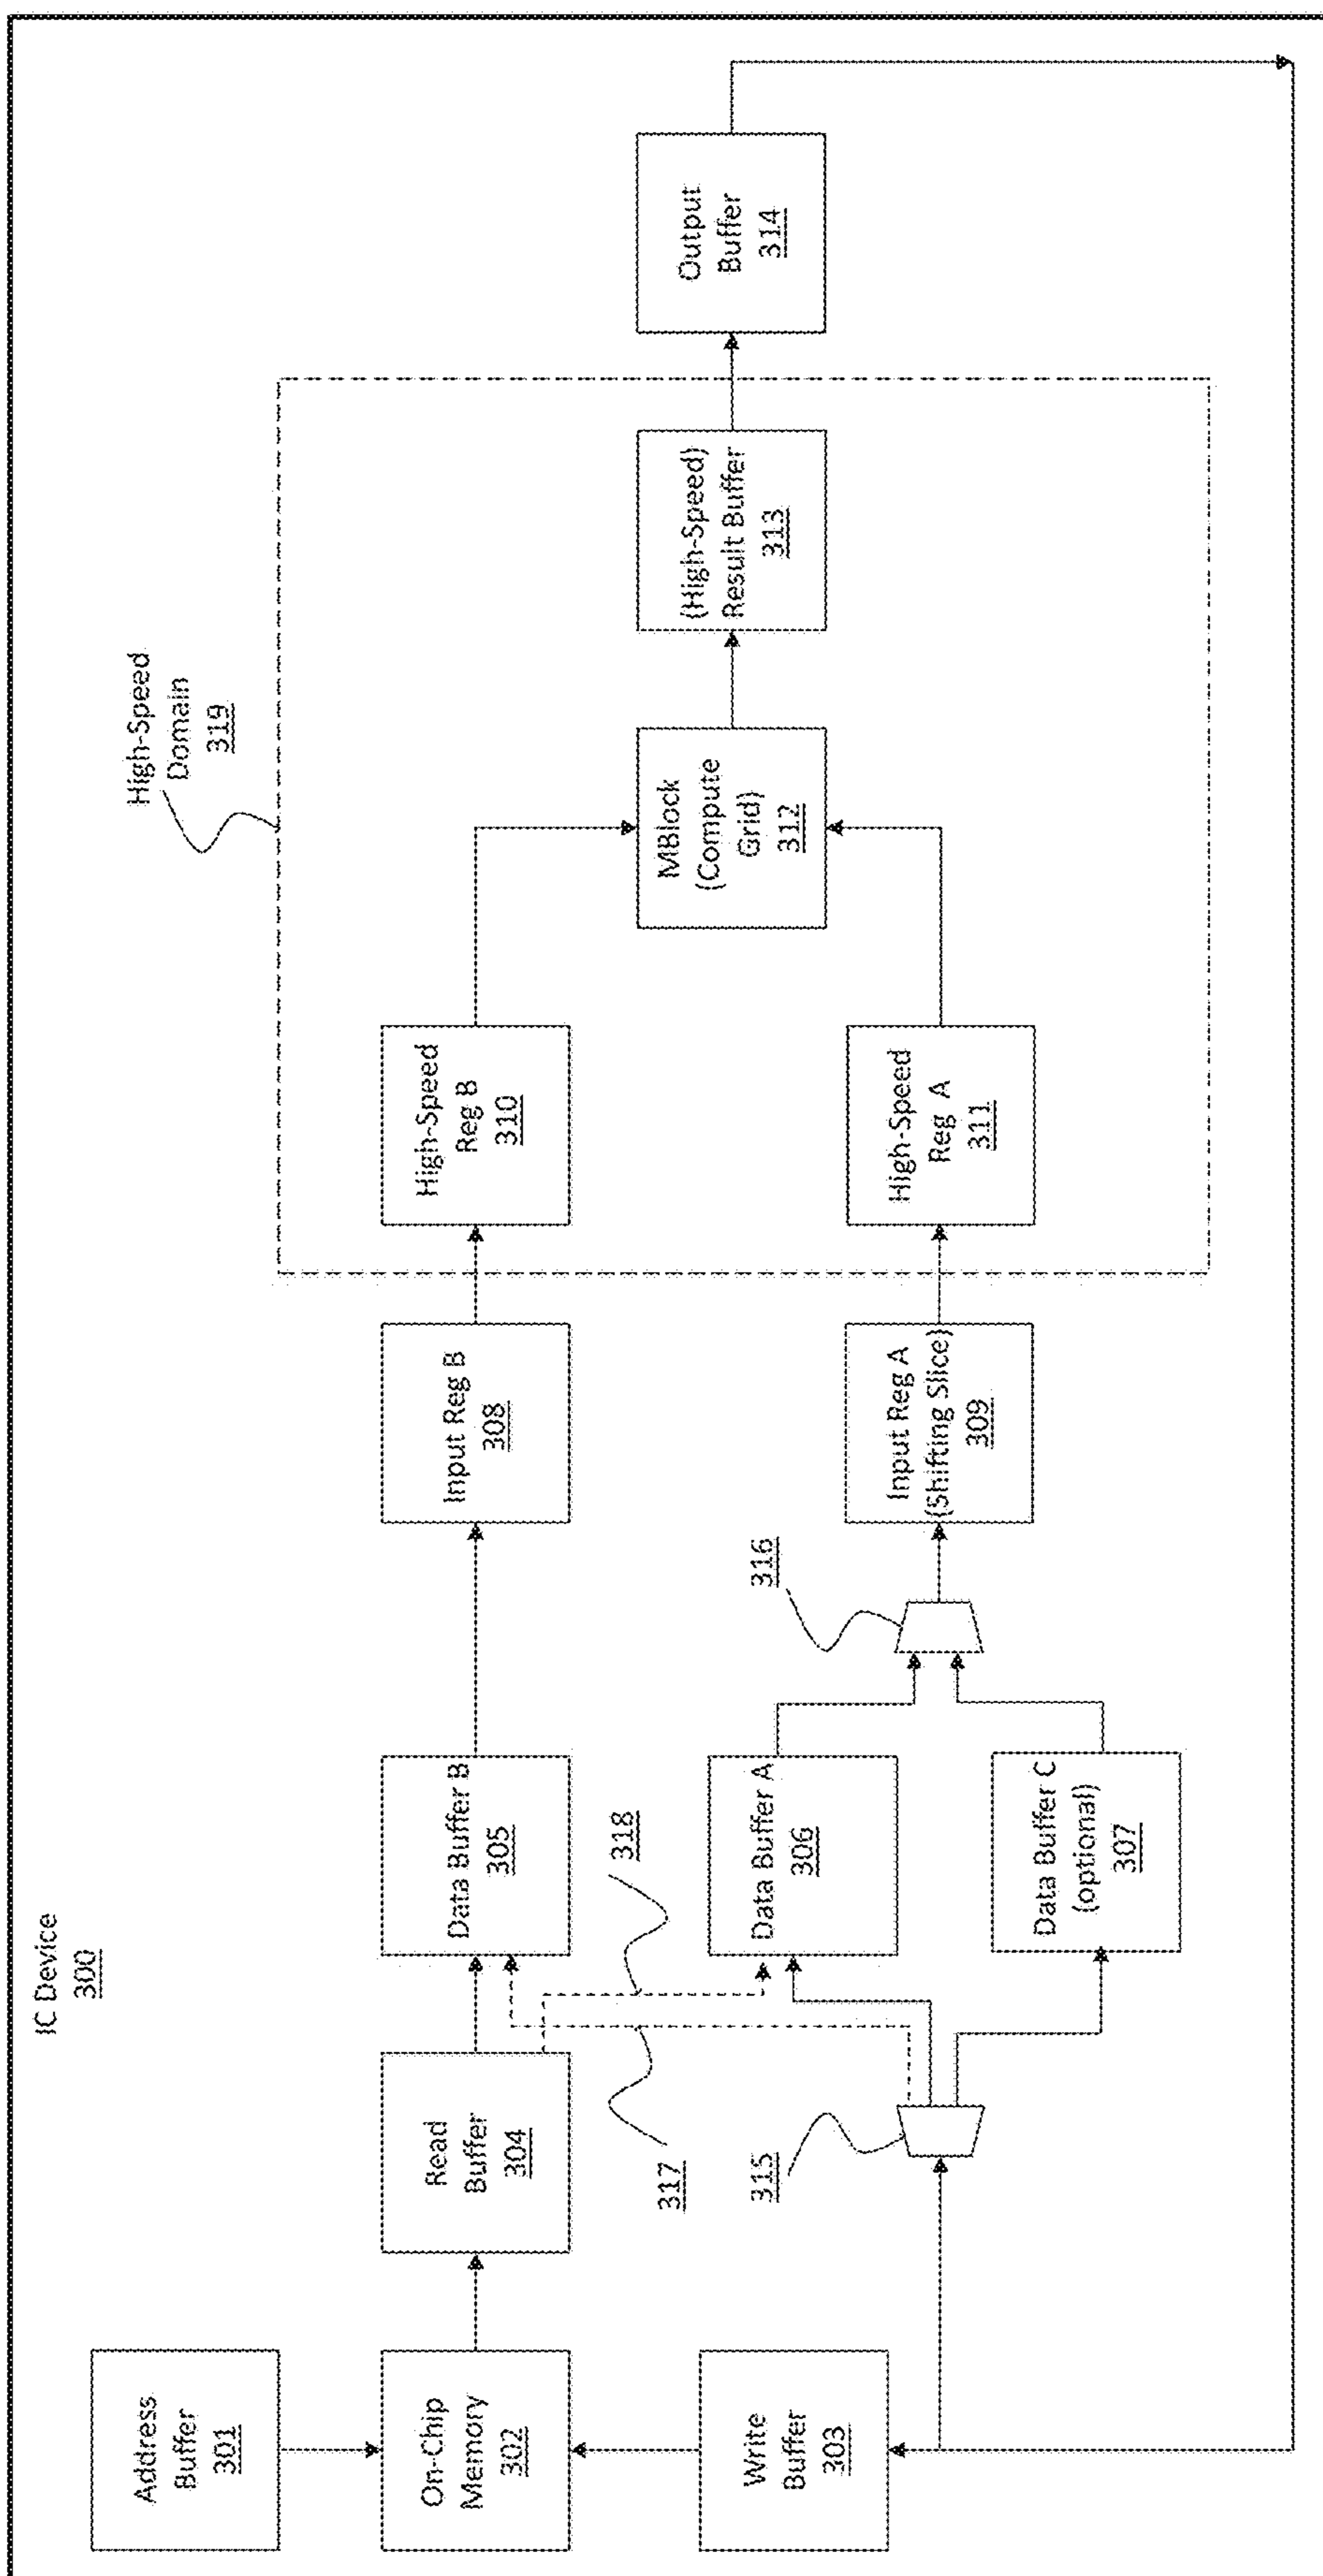 IC Device
300
Address
Buffer
301
On-Chip
Memory
302
Write
Buffer
303
Read
Buffer
304
317
318
315
Data Buffer B
305
Data Buffer A
306
Data Buffer C
(optional)
307
316
Input Reg B
308
Input Reg A
(Shifting Slice)
309
High-Speed
Domain
319
High-Speed
Reg B
310
High-Speed
Reg A
311
MBlock
(Compute
Grid)
312
(High-Speed)
Result Buffer
313
Output
Buffer
314